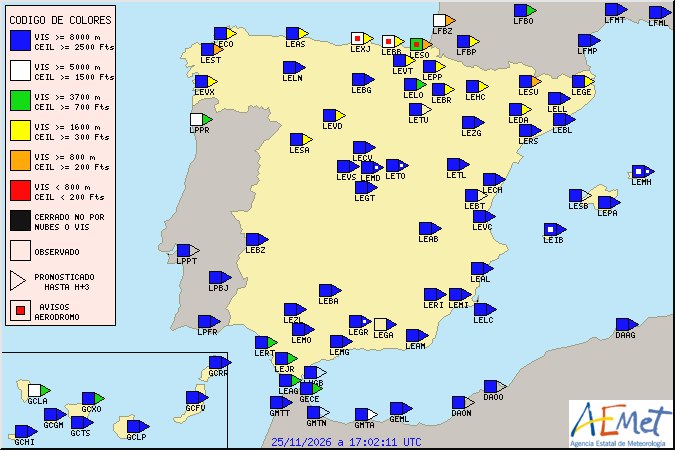 CODIGO DE COLORES
VIS >= 8000 m
CEIL >= 2500 Fts
VIS >= 5000 m
CEIL >= 1500 Fts
VIS >= 3700 m
CEIL >= 700 Fts
VIS >= 1600 m
CEIL >= 300 Fts
VIS >= 800 m
CEIL >= 200 Fts
VIS < 800 m
CEIL < 200 Fts
CERRADO NO POR
NUBES O VIS
OBSERVADO
PRONOSTICADO
HASTA H+3
AVISOS
AERODROMO
LFBO
LFMT
LFML
LFBZ
LECO
LEAS
LEXJ
LEBB
LESO
LFBP
LFMP
LEST
LEVT
LEPP
LELN
LEBG
LEVX
LELO
LEBR
LEHC
LESU
LEGE
LELL
LPPR
LEVD
LETU
LEDA
LEBL
LEZG
LERS
LESA
LECV
LEVS
LEMD
LETO
LETL
LEMH
LEGT
LECH
LEBT
LESB
LEPA
LEVC
LEAB
LEIB
LEBZ
LPPT
LEAL
LPBJ
LEBA
LERI
LEMI
LEZL
LELC
LPFR
LEMO
LEGR
LEGA
LEAM
DAAG
LERT
LEMG
LEJR
GCRR
LEAG
GECE
DAOO
GCLA
GCXO
GCFV
GMTT
DAON
GCGM
GMTN
GMTA
GEML
GCTS
GCLP
GCHI
25/11/2026 a 17:02:11 UTC
AEMet
Agencia Estatal de Meteorología